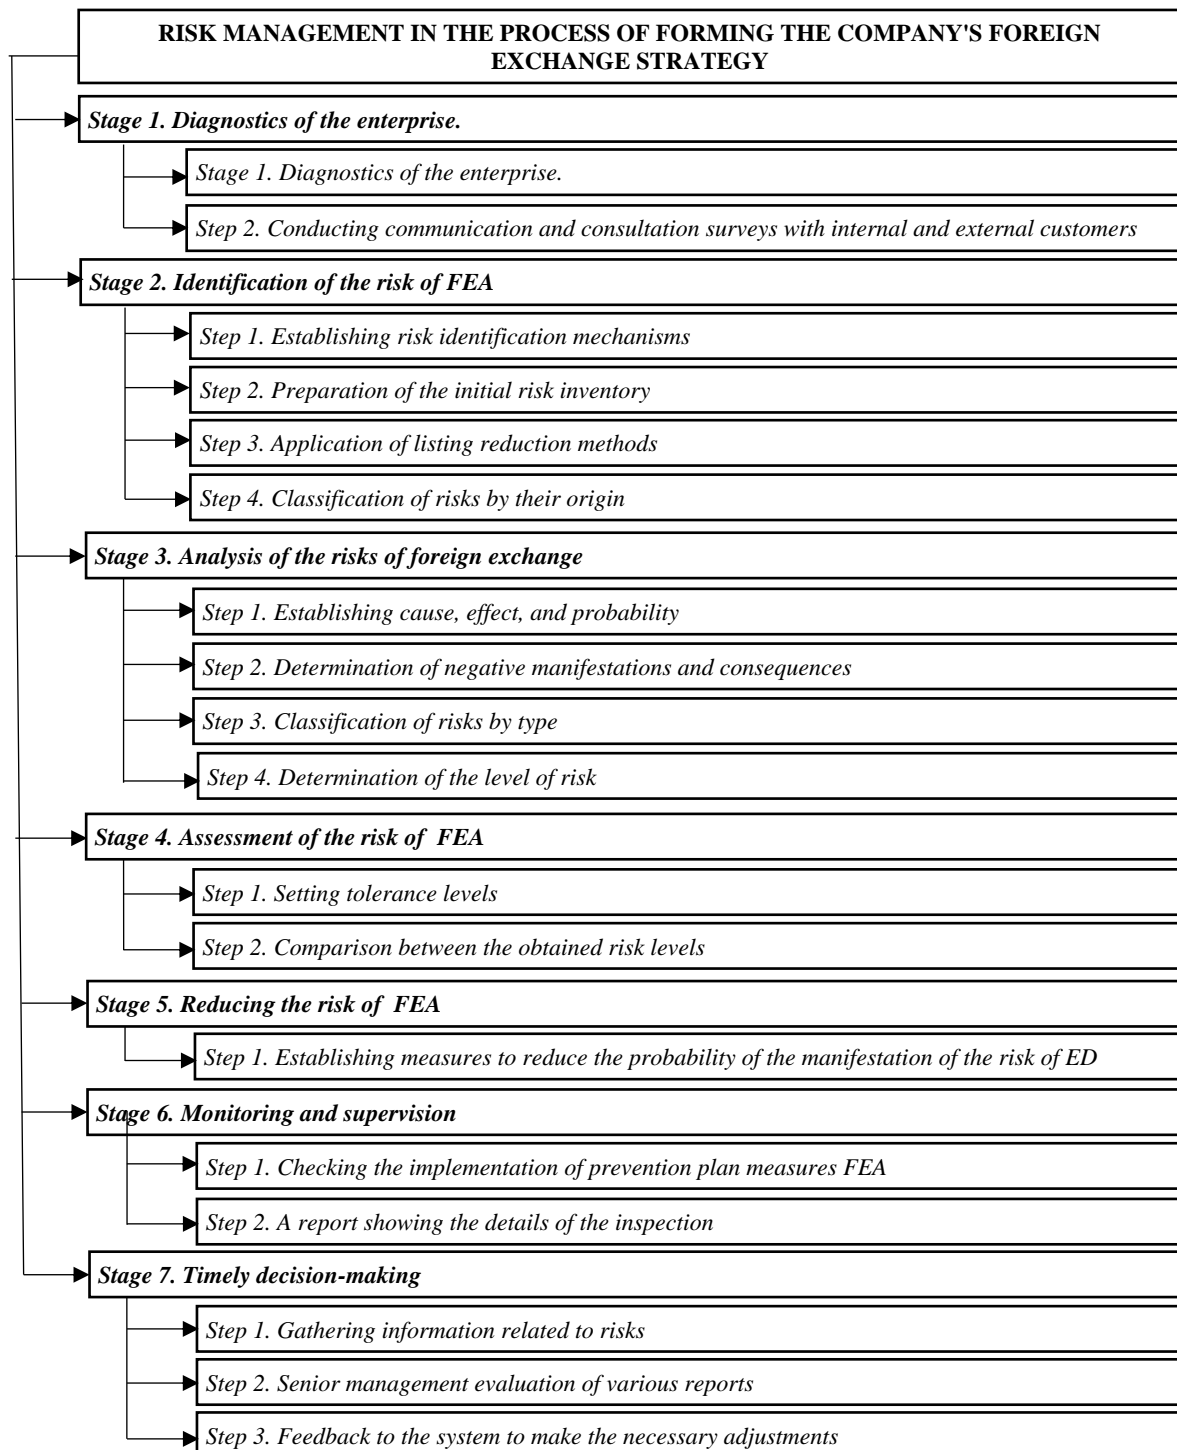 RISK MANAGEMENT IN THE PROCESS OF FORMING THE COMPANY'S FOREIGN
EXCHANGE STRATEGY
Stage 1. Diagnostics of the enterprise.
Stage 1. Diagnostics of the enterprise.
Step 2. Conducting communication and consultation surveys with internal and external customers
Stage 2. Identification of the risk of FEA
Step 1. Establishing risk identification mechanisms
Step 2. Preparation of the initial risk inventory
Step 3. Application of listing reduction methods
Step 4. Classification of risks by their origin
Stage 3. Analysis of the risks of foreign exchange
Step 1. Establishing cause, effect, and probability
Step 2. Determination of negative manifestations and consequences
Step 3. Classification of risks by type
Step 4. Determination of the level of risk
Stage 4. Assessment of the risk of FEA
Step 1. Setting tolerance levels
Step 2. Comparison between the obtained risk levels
Stage 5. Reducing the risk of FEA
Step 1. Establishing measures to reduce the probability of the manifestation of the risk of ED
Stage 6. Monitoring and supervision
Step 1. Checking the implementation of prevention plan measures FEA
Step 2. A report showing the details of the inspection
Stage 7. Timely decision-making
Step 1. Gathering information related to risks
Step 2. Senior management evaluation of various reports
Step 3. Feedback to the system to make the necessary adjustments